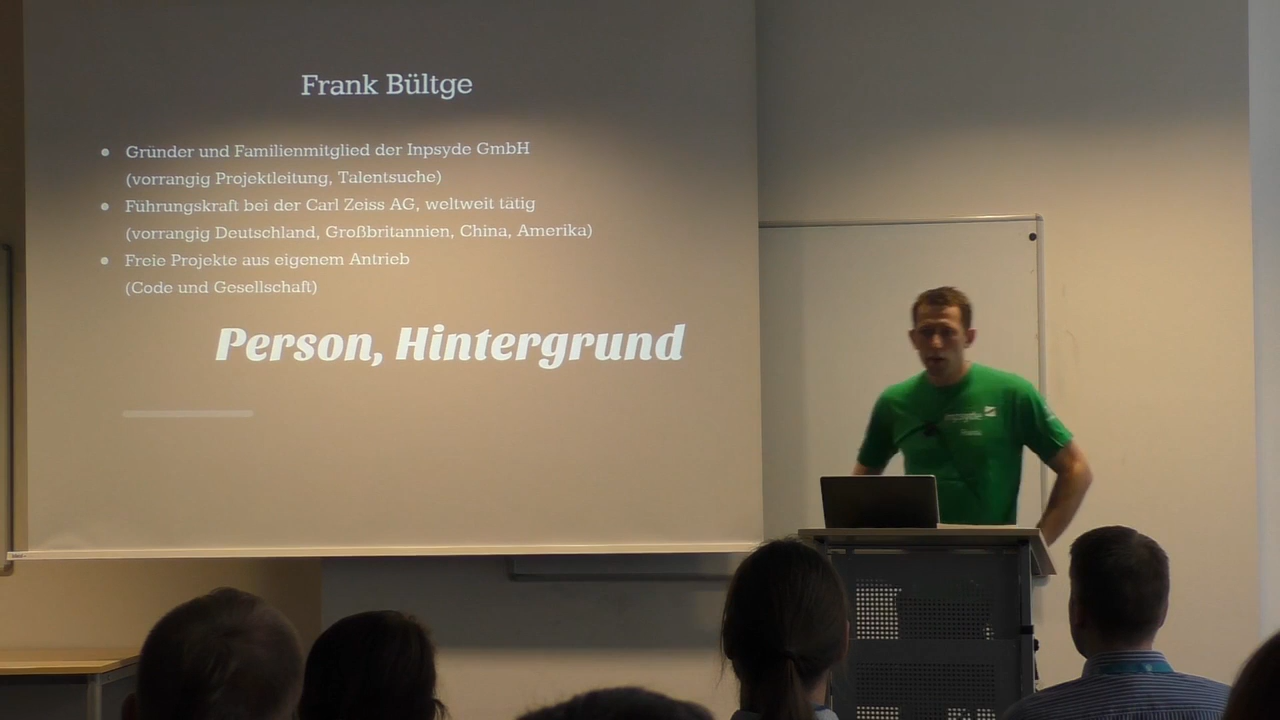 Frank Bültge
● Gründer und Familienmitglied der Inpsyde GmbH
(vorrangig Projektleitung, Talentsuche)
● Führungskraft bei der Carl Zeiss AG, weltweit tätig
(vorrangig Deutschland, Großbritannien, China, Amerika)
● Freie Projekte aus eigenem Antrieb
(Code und Gesellschaft)
Person, Hintergrund
inpsyde